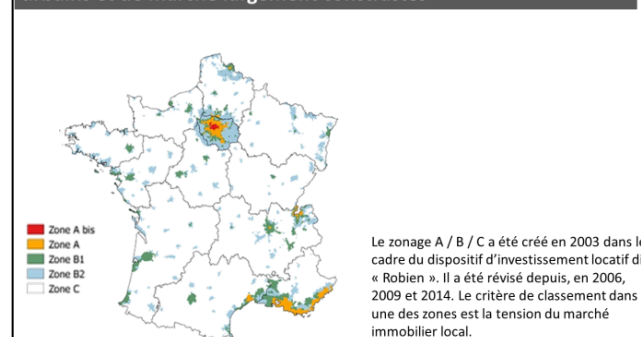 Zone A bis
Zone A
Zone B1
Zone B2
Zone C
Le zonage A / B / C a été créé en 2003 dans le
cadre du dispositif d'investissement locatif di
« Robien ». Il a été révisé depuis, en 2006,
2009 et 2014. Le critère de classement dans
une des zones est la tension du marché
immobilier local.